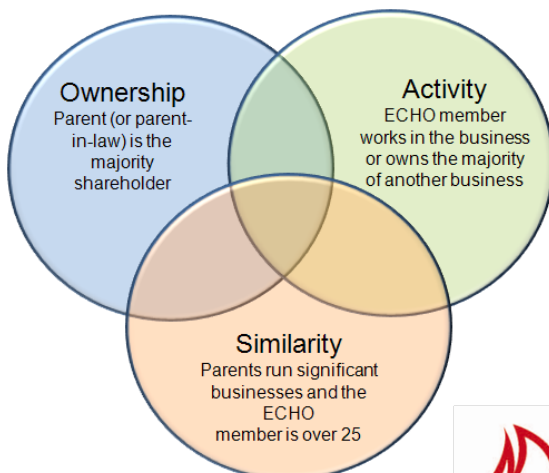 Ownership
Parent (or parent-
in-law) is the
majority
shareholder
Activity
ECHO member
works in the business
or owns the majority
of another business
Similarity
Parents run significant
businesses and the
ECHO
member is over 25